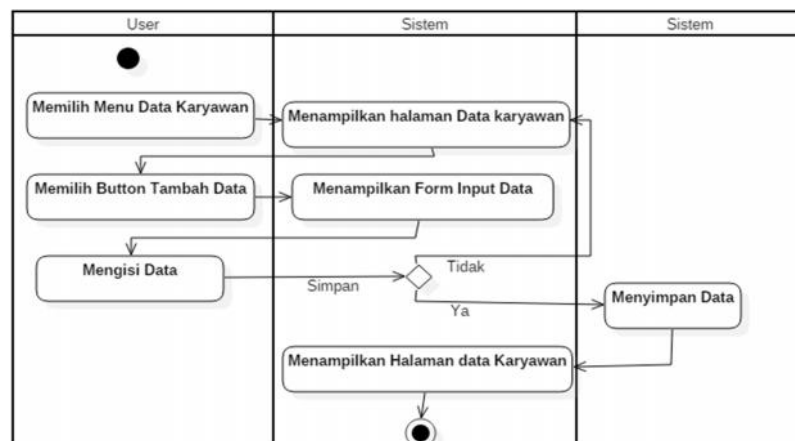 User
Sistem
Sistem
Memilih Menu Data Karyawan
Menampilkan halaman Data karyawan
Memilih Button Tambah Data
Menampilkan Form Input Data
Mengisi Data
Simpan
Tidak
Ya
Menyimpan Data
Menampilkan Halaman data Karyawan